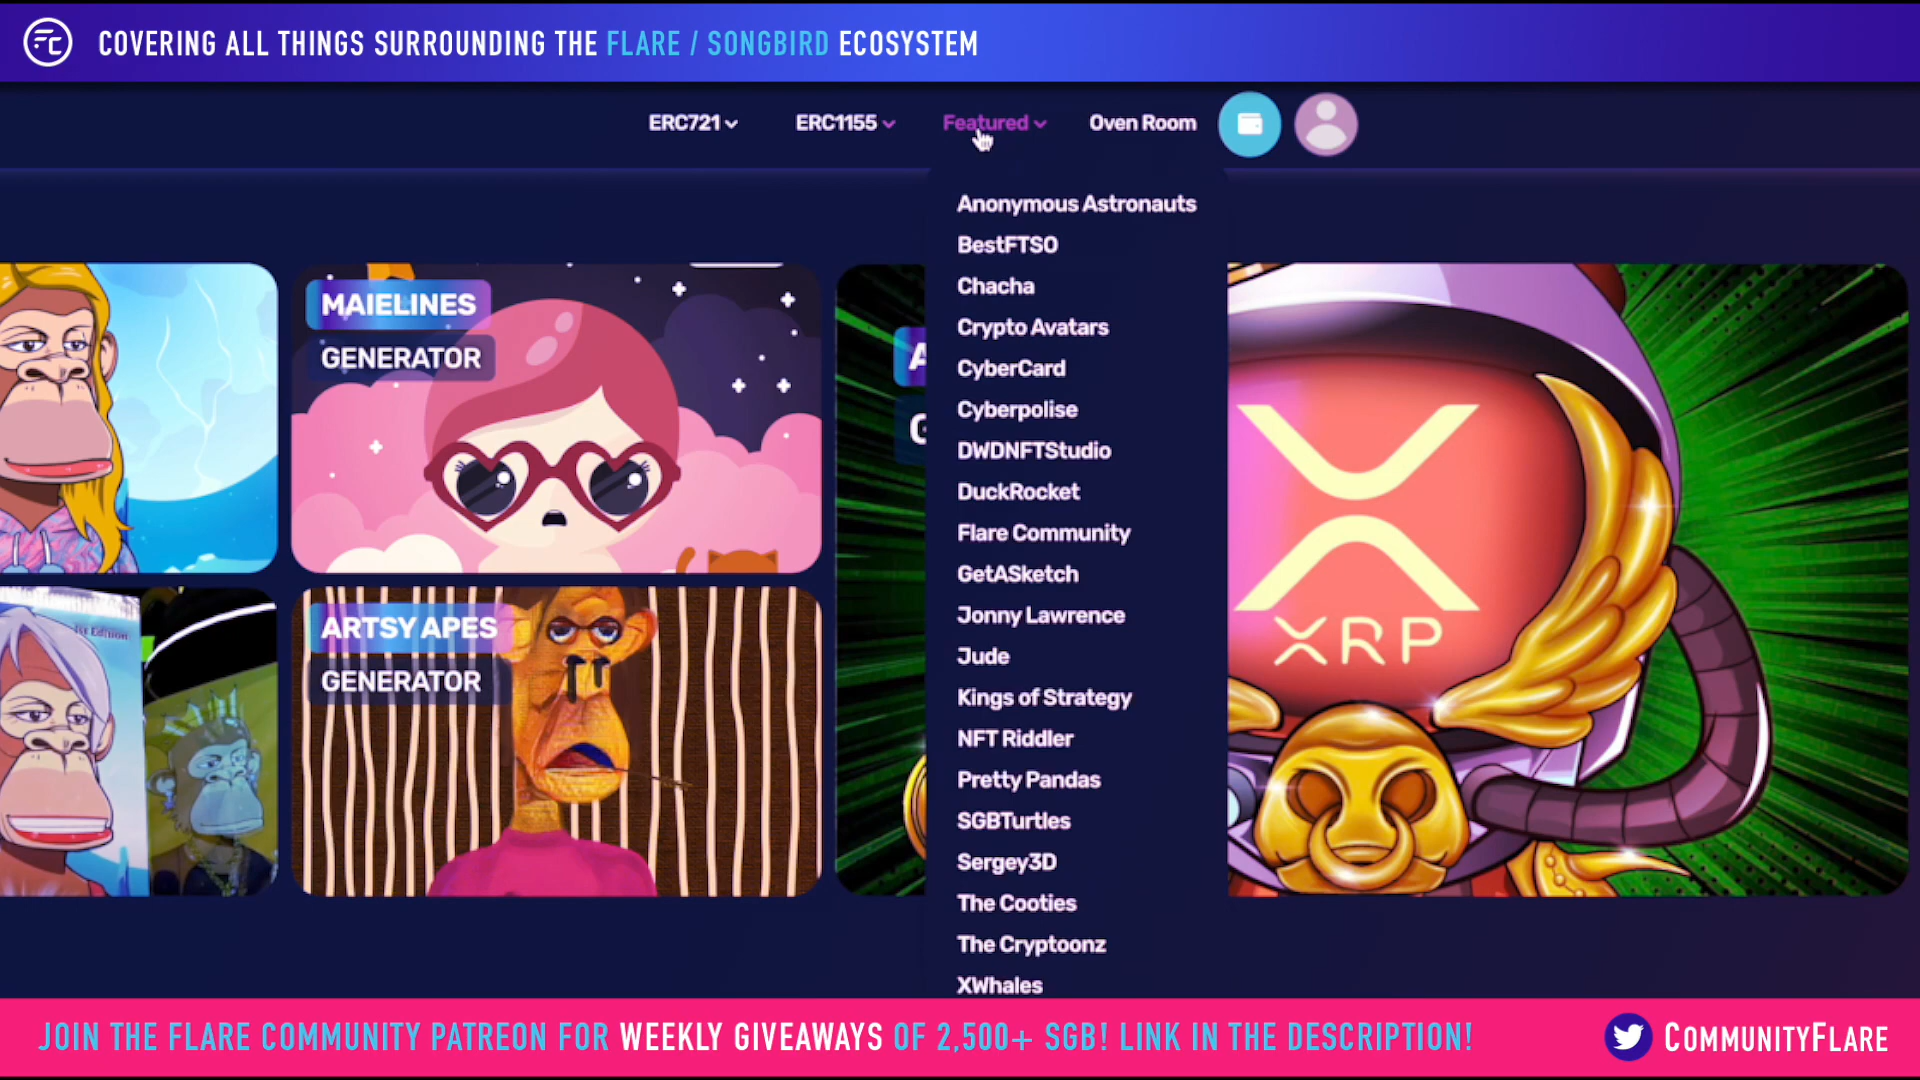 FC COVERING ALL THINGS SURROUNDING THE FLARE / SONGBIRD ECOSYSTEM
ERC721 ERC1155 Featured Oven Room
Anonymous Astronauts
BestFTSO
Chacha
Crypto Avatars
CyberCard
Cyberpolise
DWDNFTStudio
DuckRocket
Flare Community
GetASketch
Jonny Lawrence
Jude
Kings of Strategy
NFT Riddler
Pretty Pandas
SGBTurtles
Sergey3D
The Cooties
The Cryptoonz
XWhales
MAIELINES
GENERATOR
1st Edition
ARTSY APES
GENERATOR
A
G
XRP
JOIN THE FLARE COMMUNITY PATREON FOR WEEKLY GIVEAWAYS OF 2,500+ SGB! LINK IN THE DESCRIPTION!
COMMUNITYFLARE